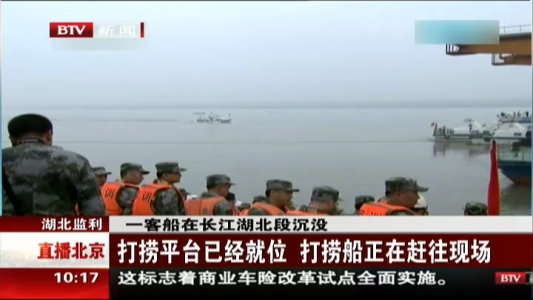 BTV 新闻
湖北监利 一客船在长江湖北段沉没
直播北京 打捞平台已经就位 打捞船正在赶往现场
10:17 这标志着商业车险改革试点全面实施。